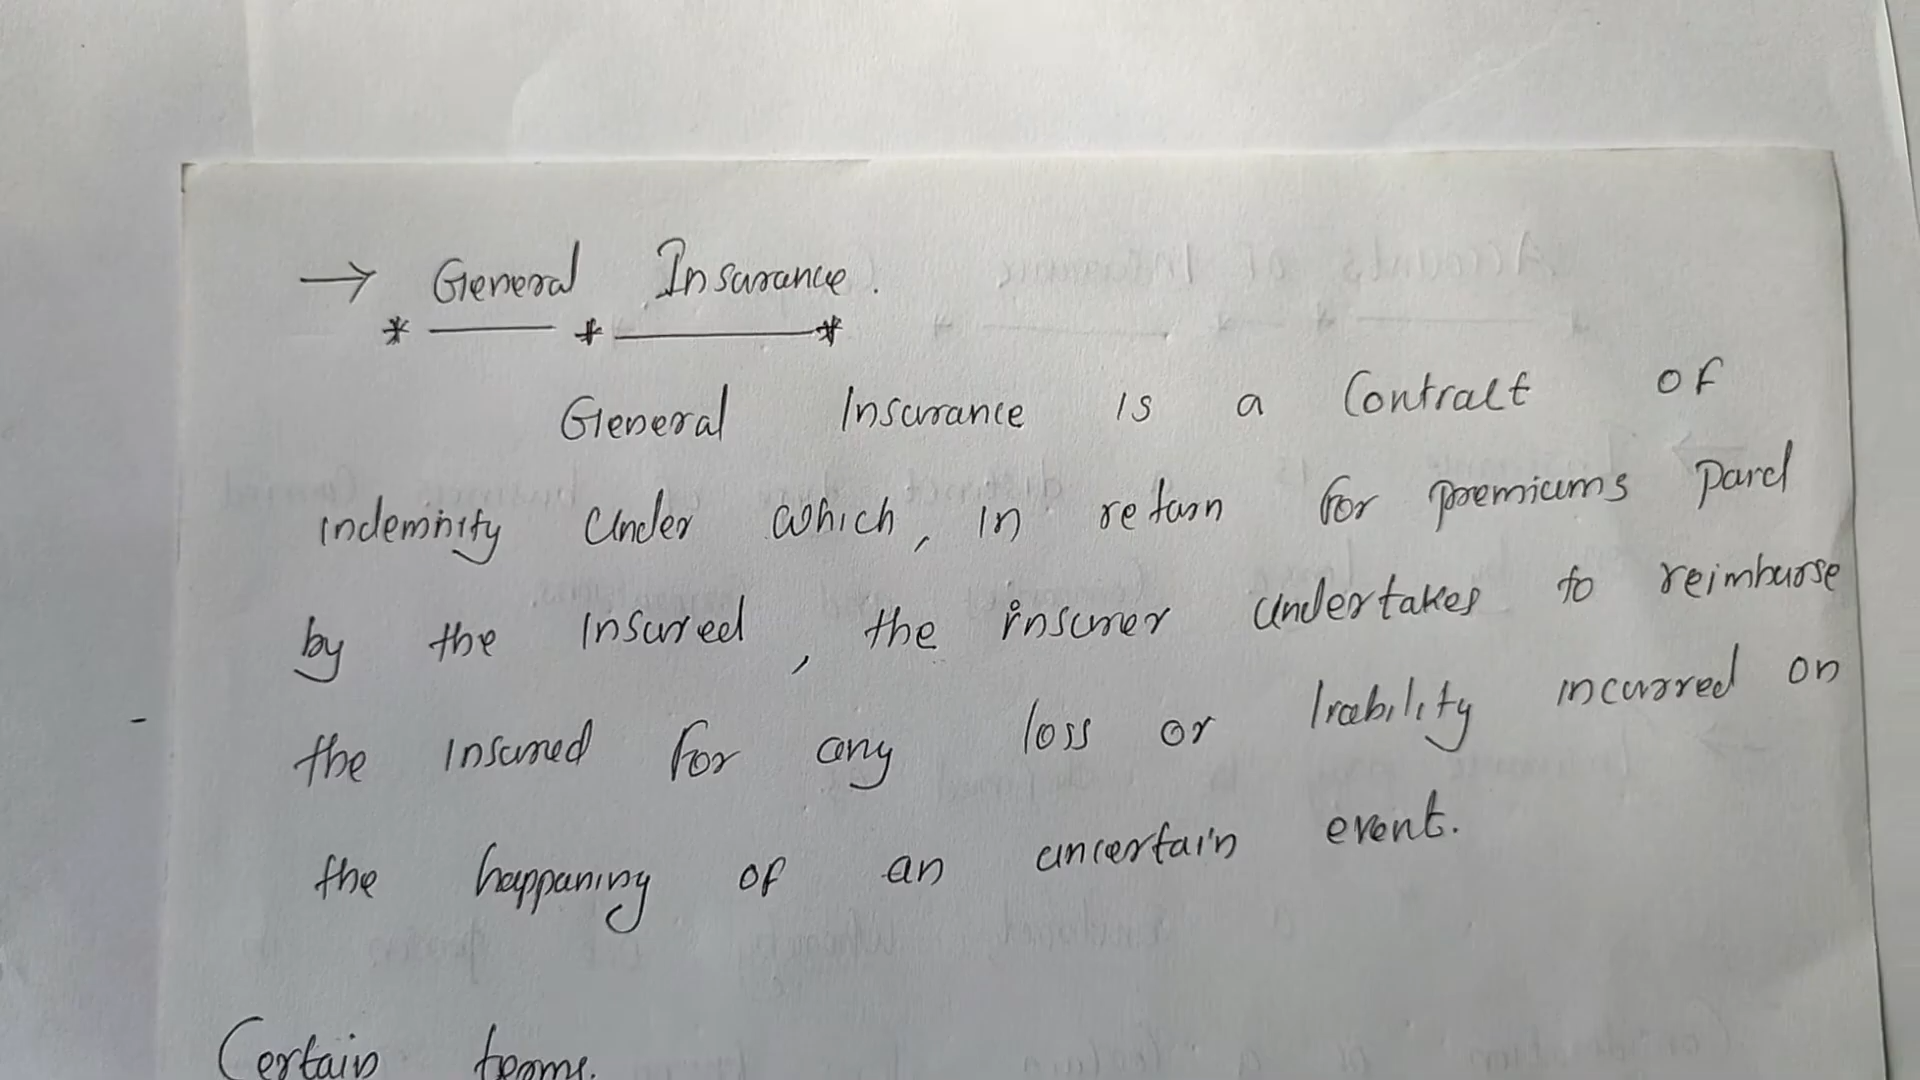 → General Insurance.
General Insurance is a Contract of
indemnity under which, in return for premiums paid
by the Insured, the insurer undertakes to reimburse
the Insured for any loss or liability incurred on
the happaning of an uncertain event.
Certain terms.